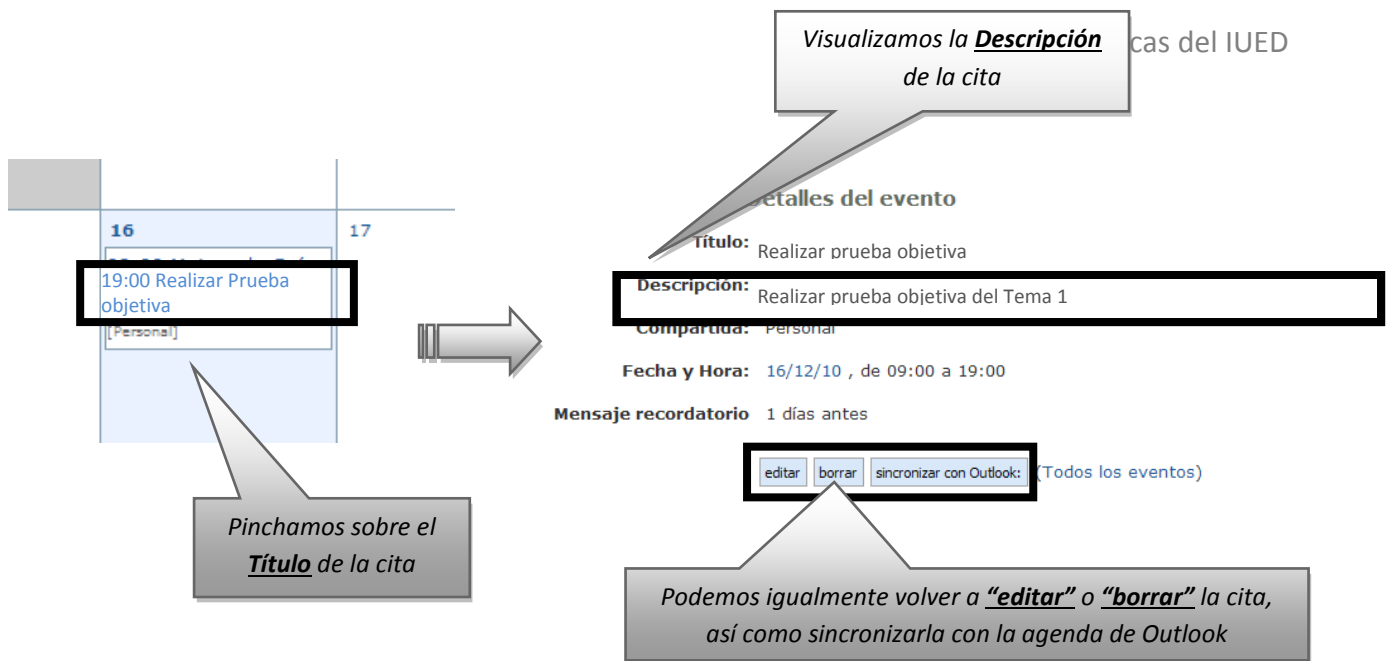 Visualizamos la Descripción
de la cita
cas del IUED
16
17
19:00 Realizar Prueba
objetiva
[Personal]
Pinchamos sobre el
Título de la cita
etalles del evento
Título: Realizar prueba objetiva
Descripción: Realizar prueba objetiva del Tema 1
Compartida: Personal
Fecha y Hora: 16/12/10 , de 09:00 a 19:00
Mensaje recordatorio 1 días antes
editar borrar sincronizar con Outlook: (Todos los eventos)
Podemos igualmente volver a “editar” o “borrar” la cita,
así como sincronizarla con la agenda de Outlook